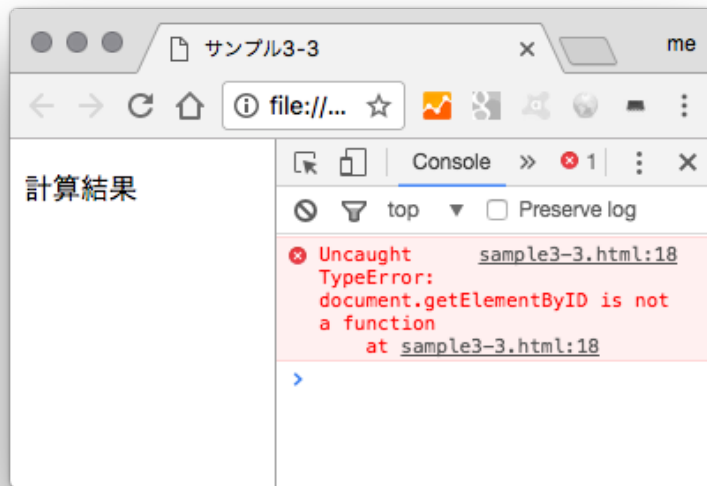 サンプル3-3
me
file://...
Console
1
top
Preserve log
計算結果
Uncaught sample3-3.html:18
TypeError:
document.getElementByID is not
a function
at sample3-3.html:18